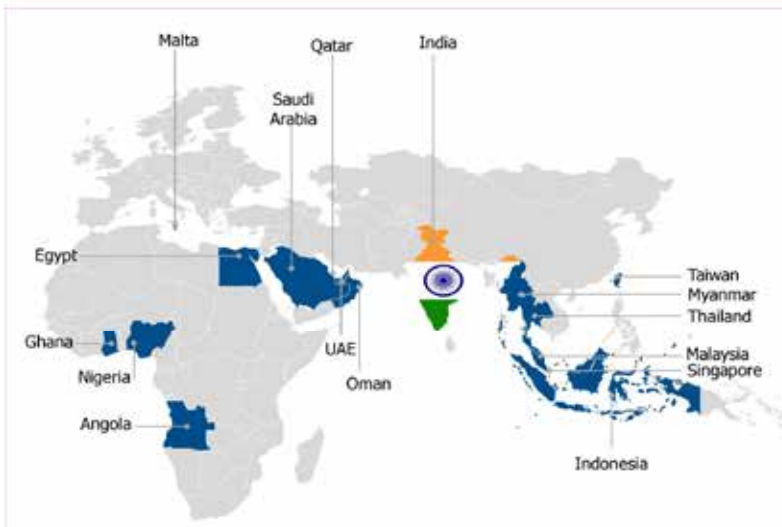 Malta
Qatar
India
Saudi
Arabia
Egypt
Taiwan
Myanmar
Thailand
Ghana
UAE
Malaysia
Nigeria
Oman
Singapore
Angola
Indonesia